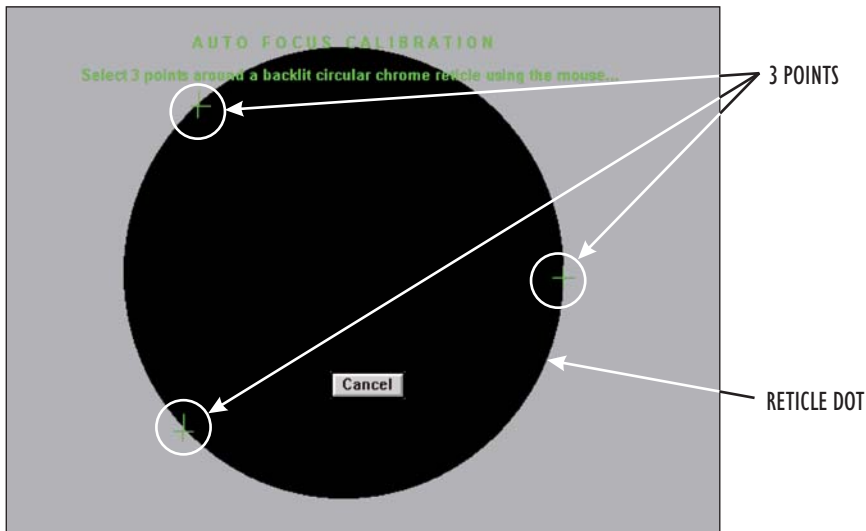 AUTO FOCUS CALIBRATION
Select 3 points around a backlit circular chrome reticle using the mouse...
3 POINTS
Cancel
RETICLE DOT